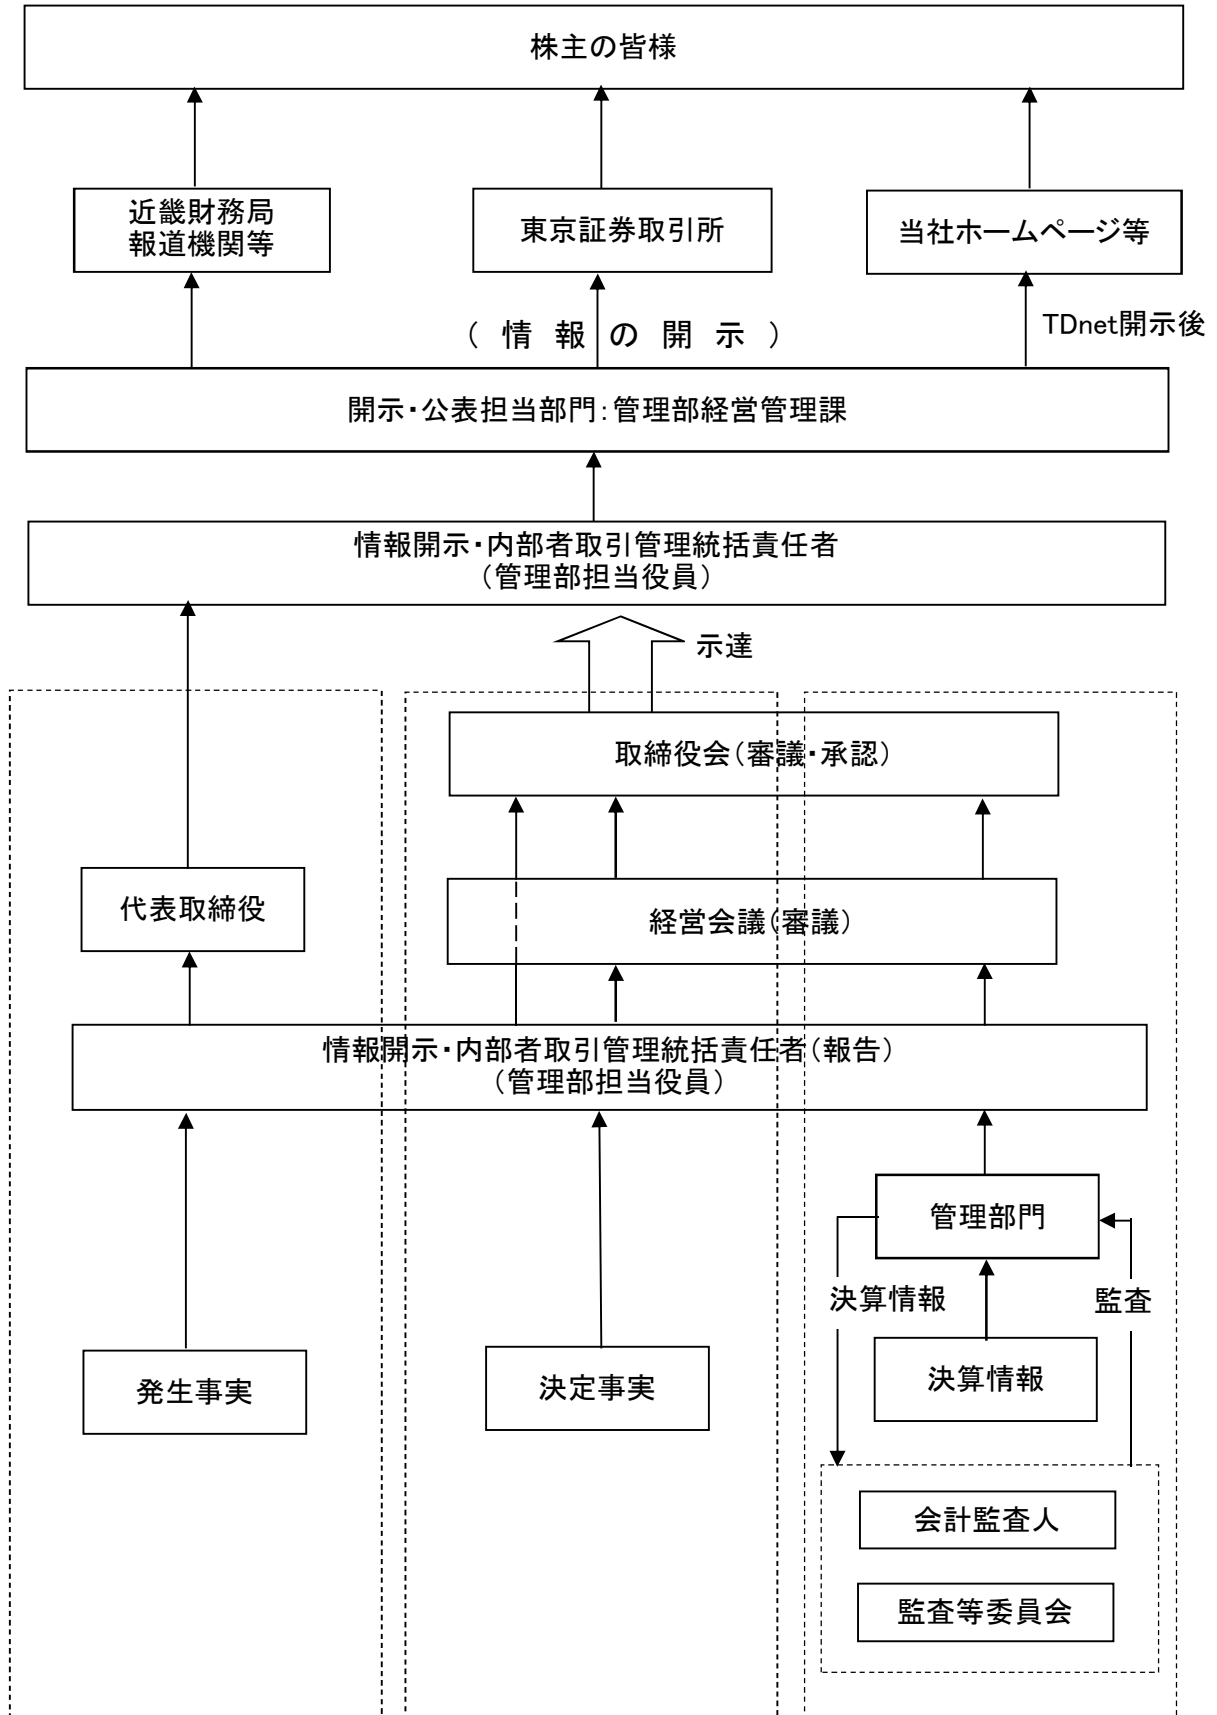 株主の皆様
近畿財務局
報道機関等
東京証券取引所
当社ホームページ等
(情報の開示)
TDnet開示後
開示・公表担当部門:管理部経営管理課
情報開示・内部者取引管理統括責任者
(管理部担当役員)
示達
取締役会(審議・承認)
代表取締役
経営会議(審議)
情報開示・内部者取引管理統括責任者(報告)
(管理部担当役員)
管理部門
決算情報
監査
発生事実
決定事実
決算情報
会計監査人
監査等委員会